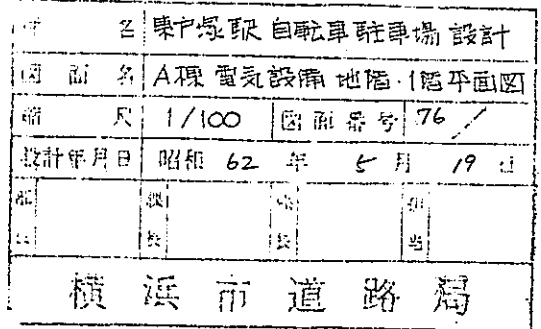 件 名 東戸塚駅 自転車駐車場 設計
図面名 A棟 電気設備 地階・1階平面図
縮尺 1/100 図面番号 76/
設計年月日 昭和 62 年 5 月 19 日
部長 課長 係長 担当
横浜市道路局